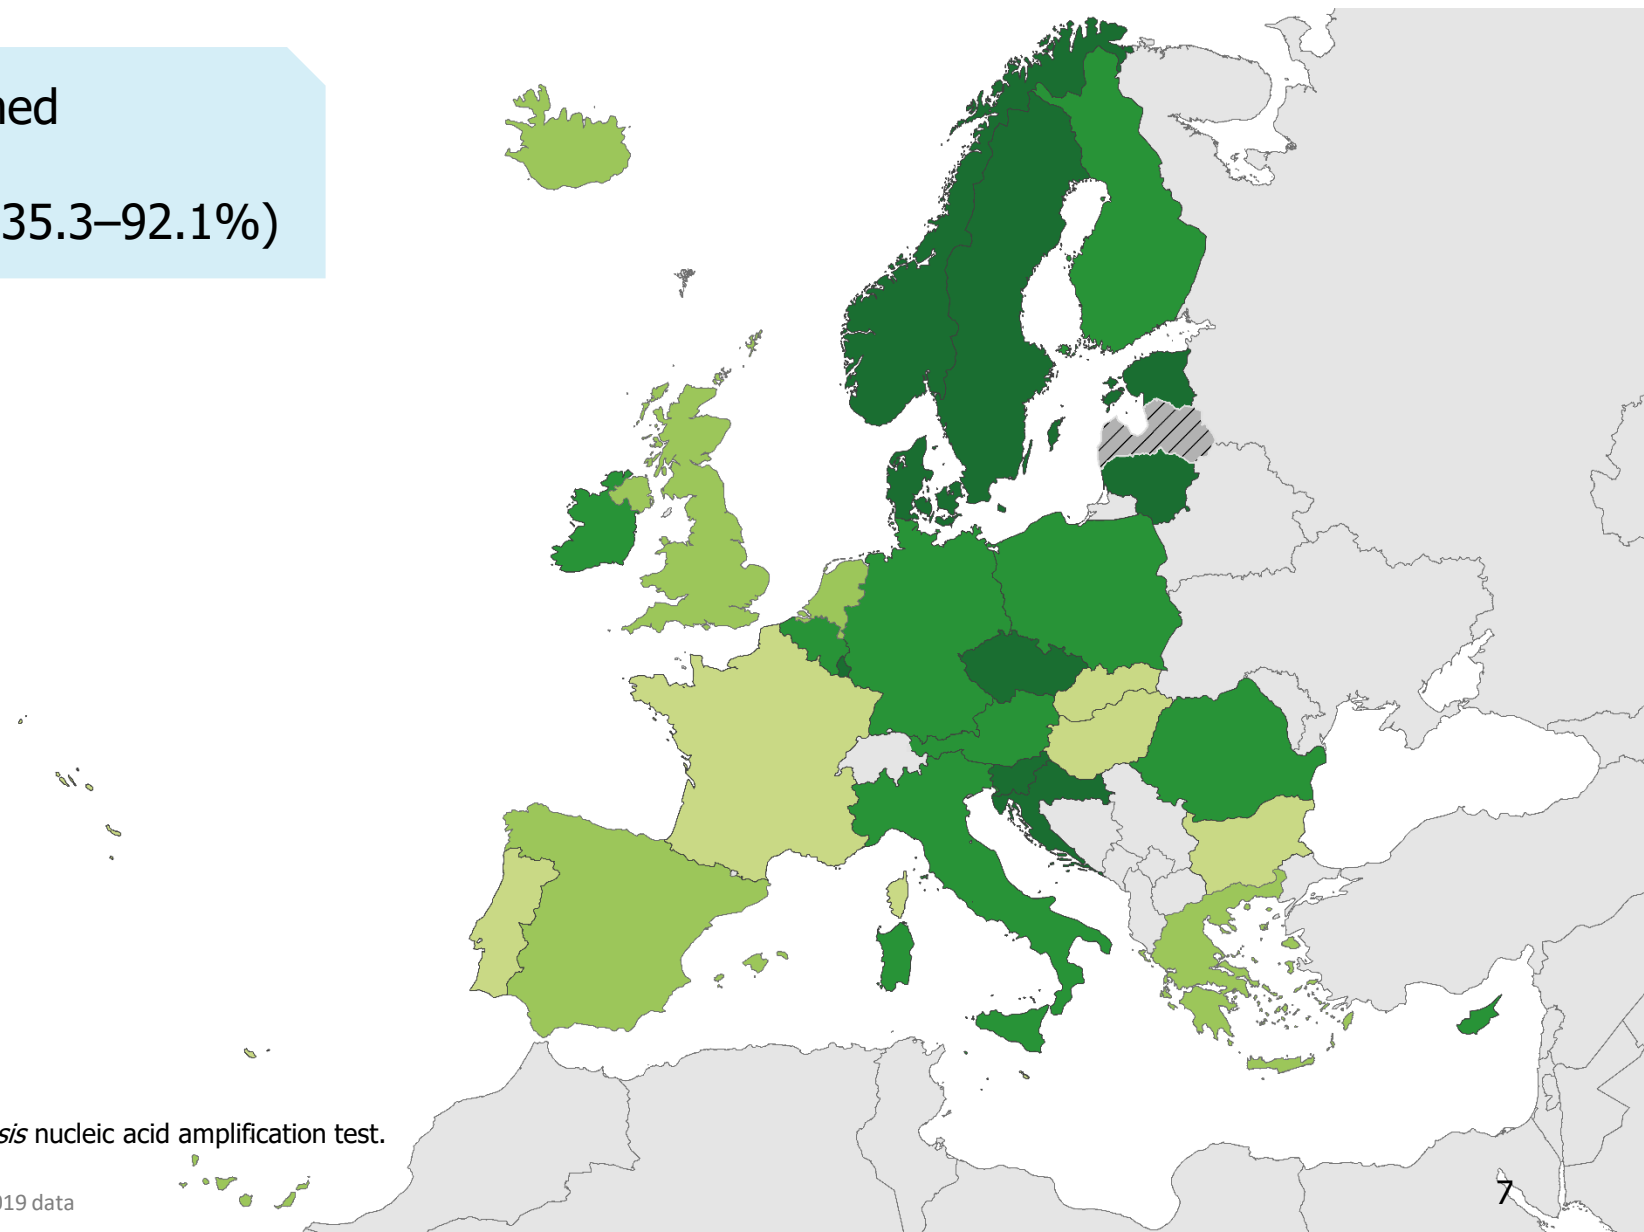 ned
35.3–92.1%)
sis nucleic acid amplification test.
019 data
7